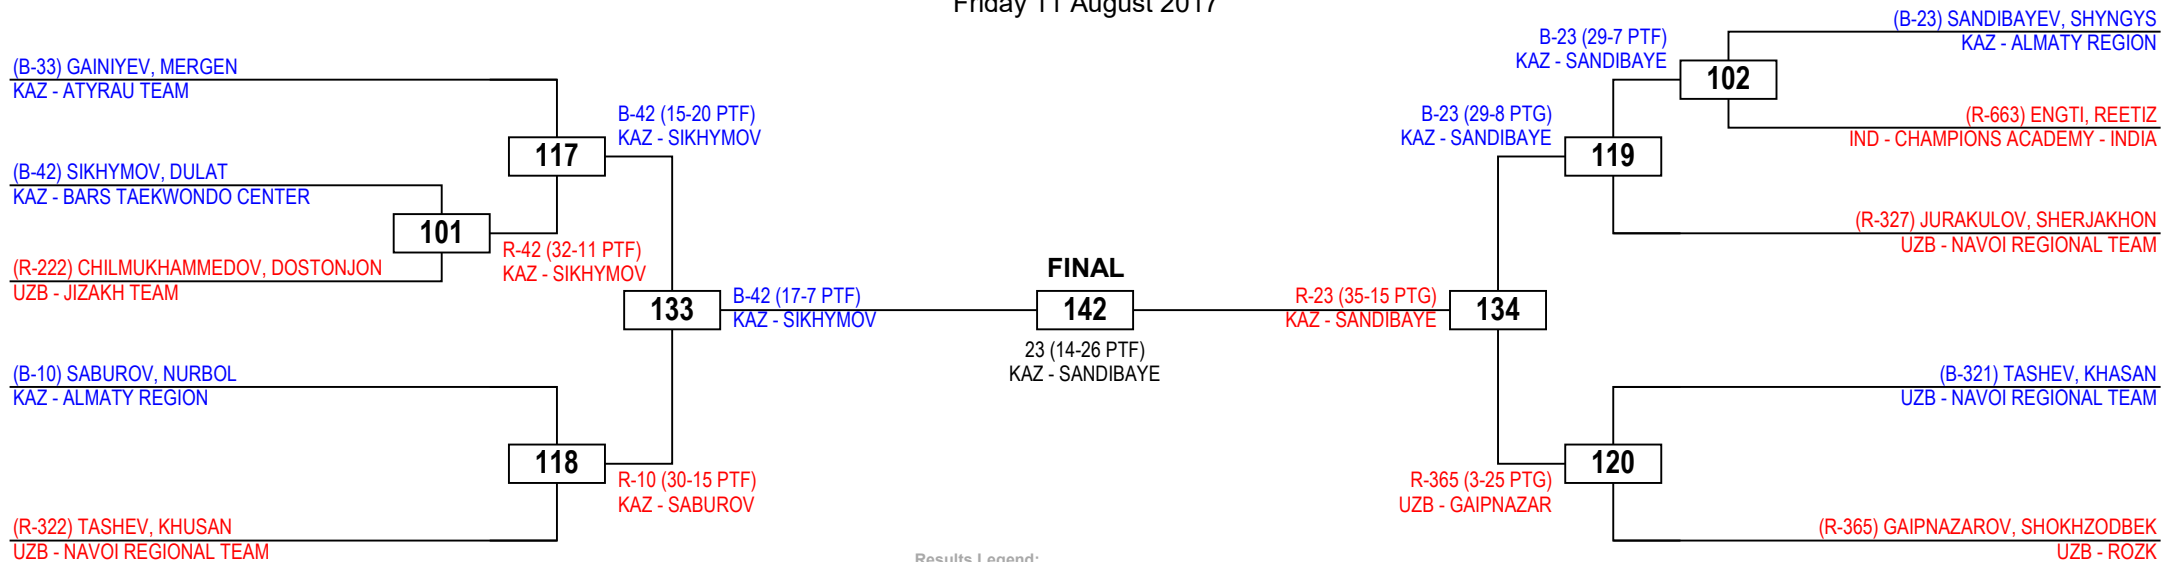 Friday 11 August 2017
(B-33) GAINIYEV, MERGEN
KAZ - ATYRAU TEAM
(B-42) SIKHYMOV, DULAT
KAZ - BARS TAEKWONDO CENTER
(R-222) CHILMUKHAMMEDOV, DOSTONJON
UZB - JIZAKH TEAM
(B-10) SABUROV, NURBOL
KAZ - ALMATY REGION
(R-322) TASHEV, KHUSAN
UZB - NAVOI REGIONAL TEAM
101
R-42 (32-11 PTF)
KAZ - SIKHYMOV
117
B-42 (15-20 PTF)
KAZ - SIKHYMOV
118
R-10 (30-15 PTF)
KAZ - SABUROV
133
B-42 (17-7 PTF)
KAZ - SIKHYMOV
FINAL
142
23 (14-26 PTF)
KAZ - SANDIBAYE
R-23 (35-15 PTG)
KAZ - SANDIBAYE
134
B-23 (29-8 PTG)
KAZ - SANDIBAYE
119
B-23 (29-7 PTF)
KAZ - SANDIBAYE
102
R-365 (3-25 PTG)
UZB - GAIPNAZAR
120
(B-23) SANDIBAYEV, SHYNGYS
KAZ - ALMATY REGION
(R-663) ENGTI, REETIZ
IND - CHAMPIONS ACADEMY - INDIA
(R-327) JURAKULOV, SHERJAKHON
UZB - NAVOI REGIONAL TEAM
(B-321) TASHEV, KHASAN
UZB - NAVOI REGIONAL TEAM
(R-365) GAIPNAZAROV, SHOKHZODBEK
UZB - ROZK
Results Legend: